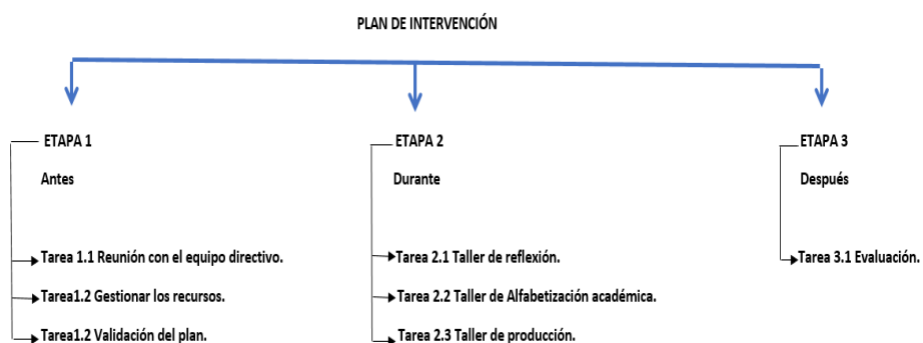 PLAN DE INTERVENCIÓN
ETAPA 1
Antes
Tarea 1.1 Reunión con el equipo directivo.
Tarea1.2 Gestionar los recursos.
Tarea1.2 Validación del plan.
ETAPA 2
Durante
Tarea 2.1 Taller de reflexión.
Tarea 2.2 Taller de Alfabetización académica.
Tarea 2.3 Taller de producción.
ETAPA 3
Después
Tarea 3.1 Evaluación.